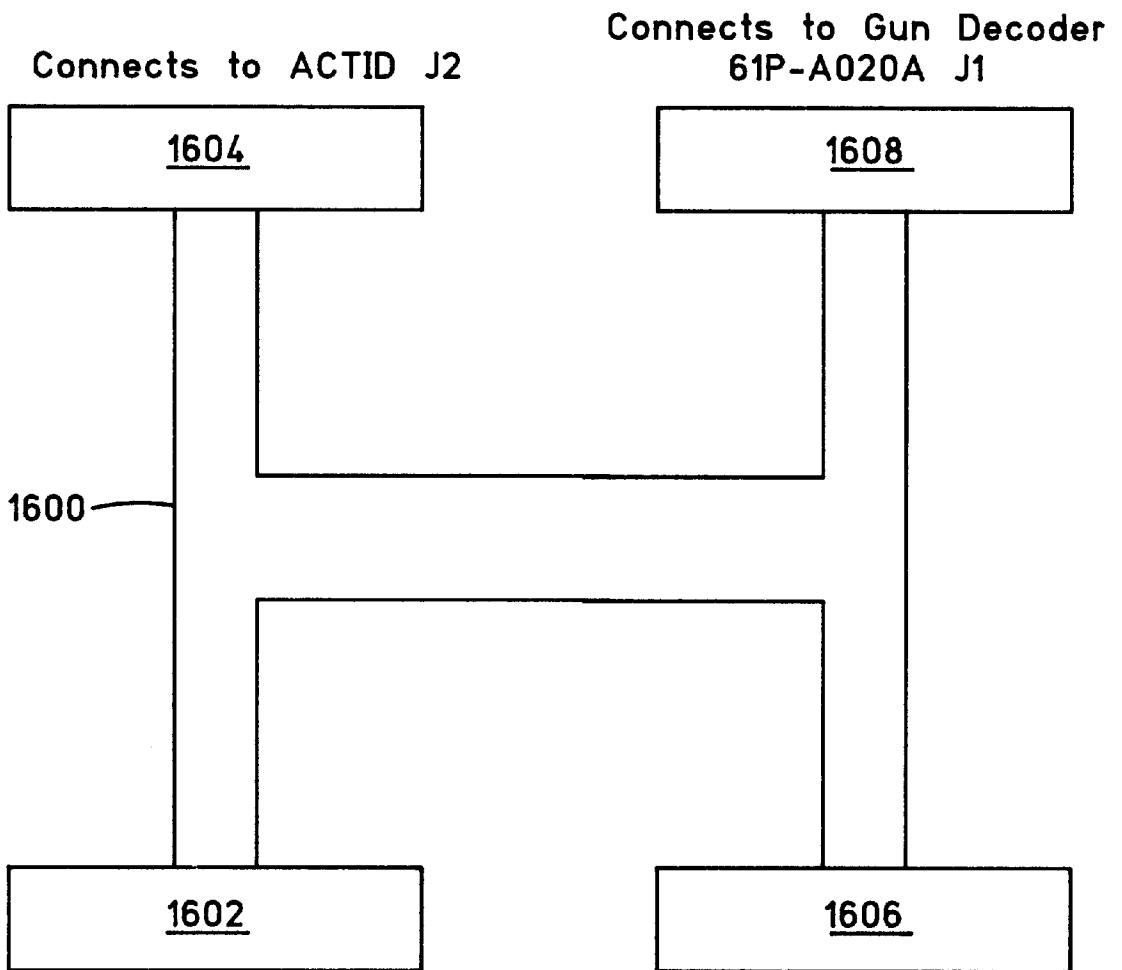 Connects to ACTID J2
Connects to Gun Decoder
61P-A020A J1
1604
1608
1600
1602
1606